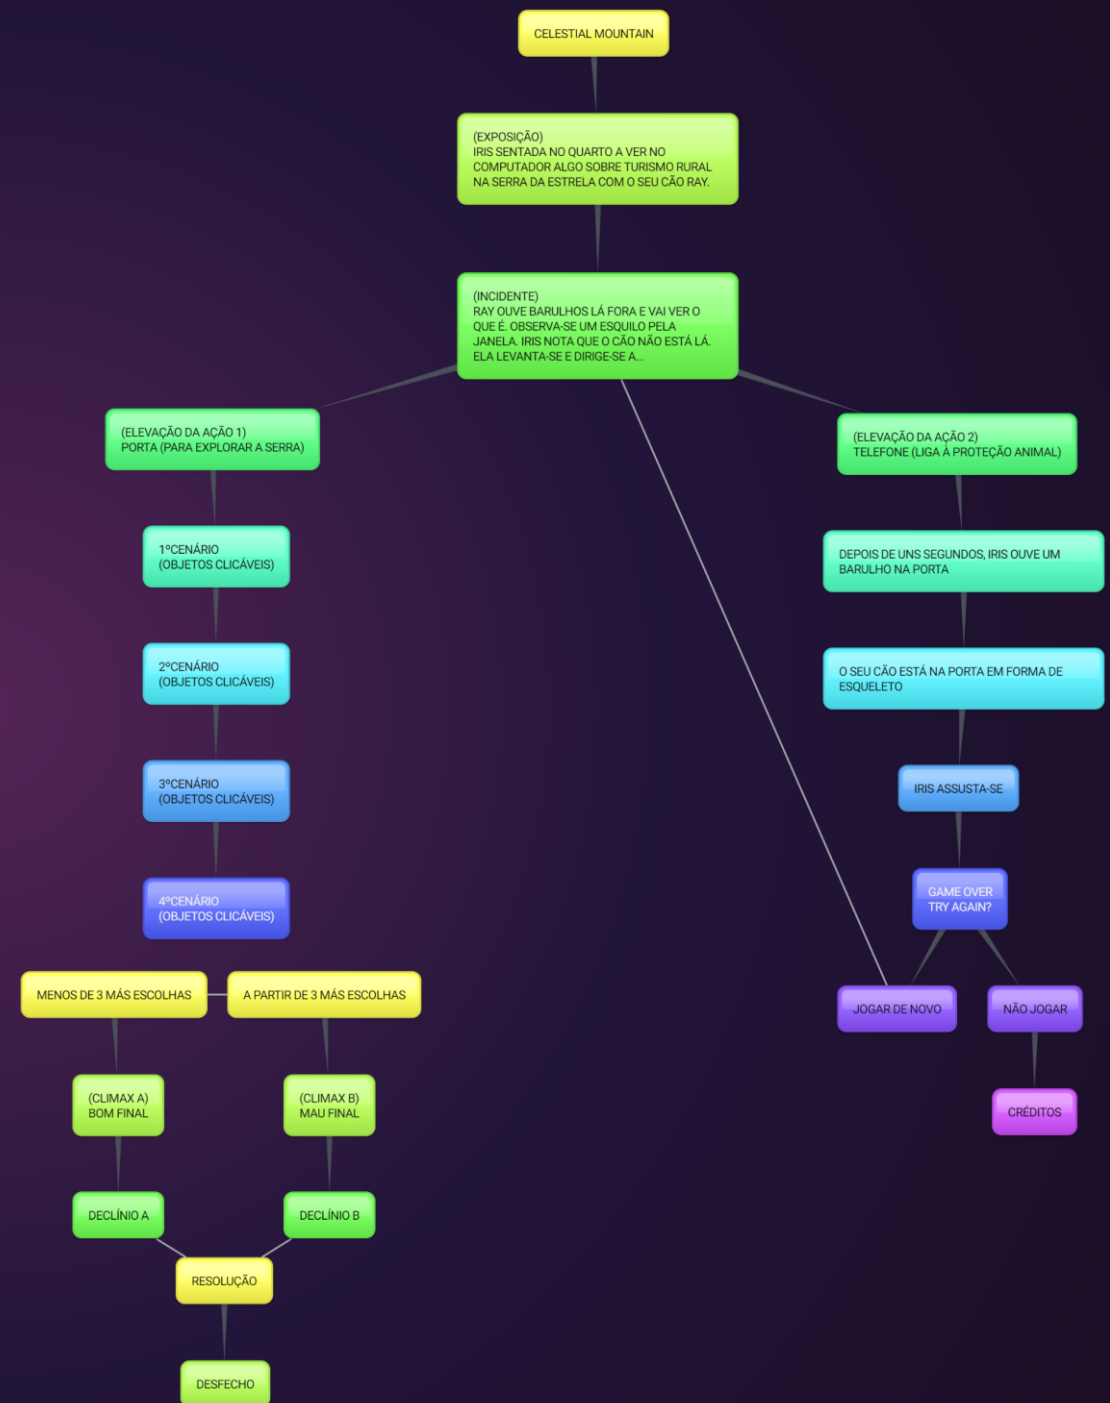 CELESTIAL MOUNTAIN
(EXPOSIÇÃO)
IRIS SENTADA NO QUARTO A VER NO
COMPUTADOR ALGO SOBRE TURISMO RURAL
NA SERRA DA ESTRELA COM O SEU CÃO RAY.
(INCIDENTE)
RAY OUVE BARULHOS LÁ FORA E VAI VER O
QUE É. OBSERVA-SE UM ESQUILO PELA
JANELA. IRIS NOTA QUE O CÃO NÃO ESTÁ LÁ.
ELA LEVANTA-SE E DIRIGE-SE A...
(ELEVAÇÃO DA AÇÃO 1)
PORTA (PARA EXPLORAR A SERRA)
1ºCENÁRIO
(OBJETOS CLICÁVEIS)
2ºCENÁRIO
(OBJETOS CLICÁVEIS)
3ºCENÁRIO
(OBJETOS CLICÁVEIS)
4ºCENÁRIO
(OBJETOS CLICÁVEIS)
MENOS DE 3 MÁS ESCOLHAS
A PARTIR DE 3 MÁS ESCOLHAS
(CLIMAX A)
BOM FINAL
(CLIMAX B)
MAU FINAL
DECLÍNIO A
DECLÍNIO B
RESOLUÇÃO
DESFECHO
(ELEVAÇÃO DA AÇÃO 2)
TELEFONE (LIGA À PROTEÇÃO ANIMAL)
DEPOIS DE UNS SEGUNDOS, IRIS OUVE UM
BARULHO NA PORTA
O SEU CÃO ESTÁ NA PORTA EM FORMA DE
ESQUELETO
IRIS ASSUSTA-SE
GAME OVER
TRY AGAIN?
JOGAR DE NOVO
NÃO JOGAR
CRÉDITOS